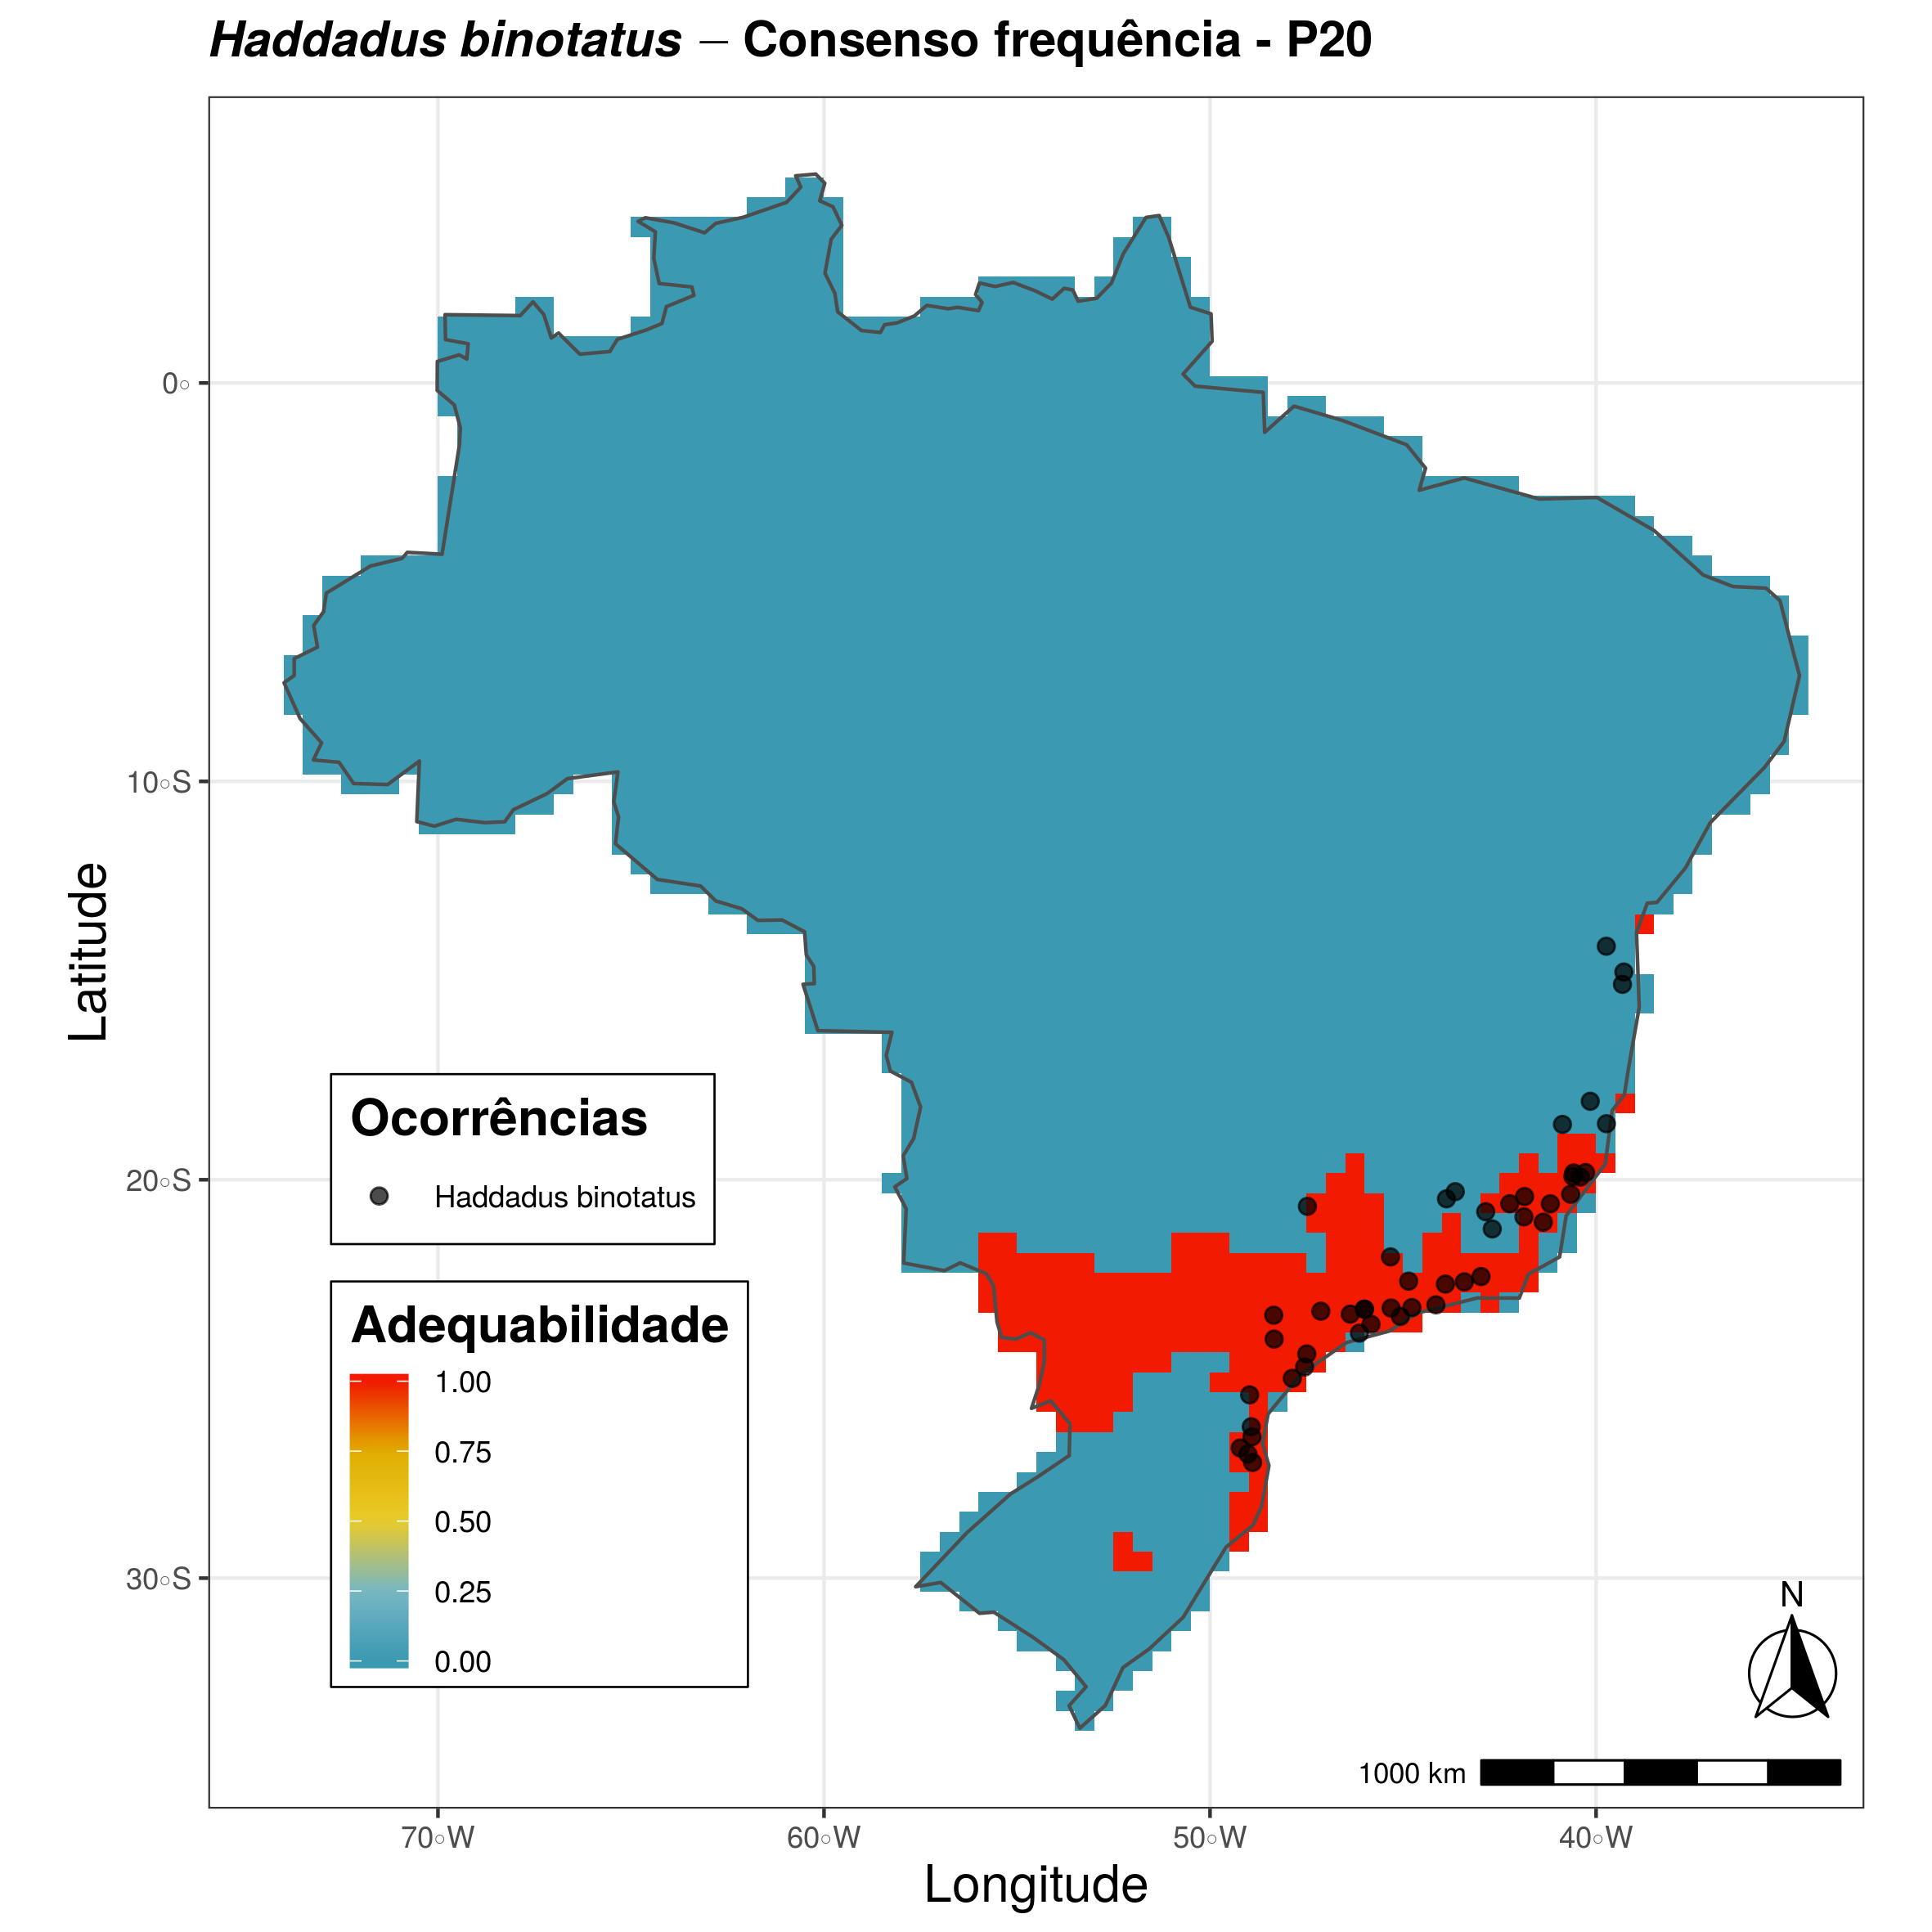 Haddadus binotatus — Consenso frequência - P20
0◦
10◦S
20◦S
30◦S
Latitude
Ocorrências
Haddadus binotatus
Adequabilidade
1.00
0.75
0.50
0.25
0.00
N
1000 km
70◦W 60◦W 50◦W 40◦W
Longitude